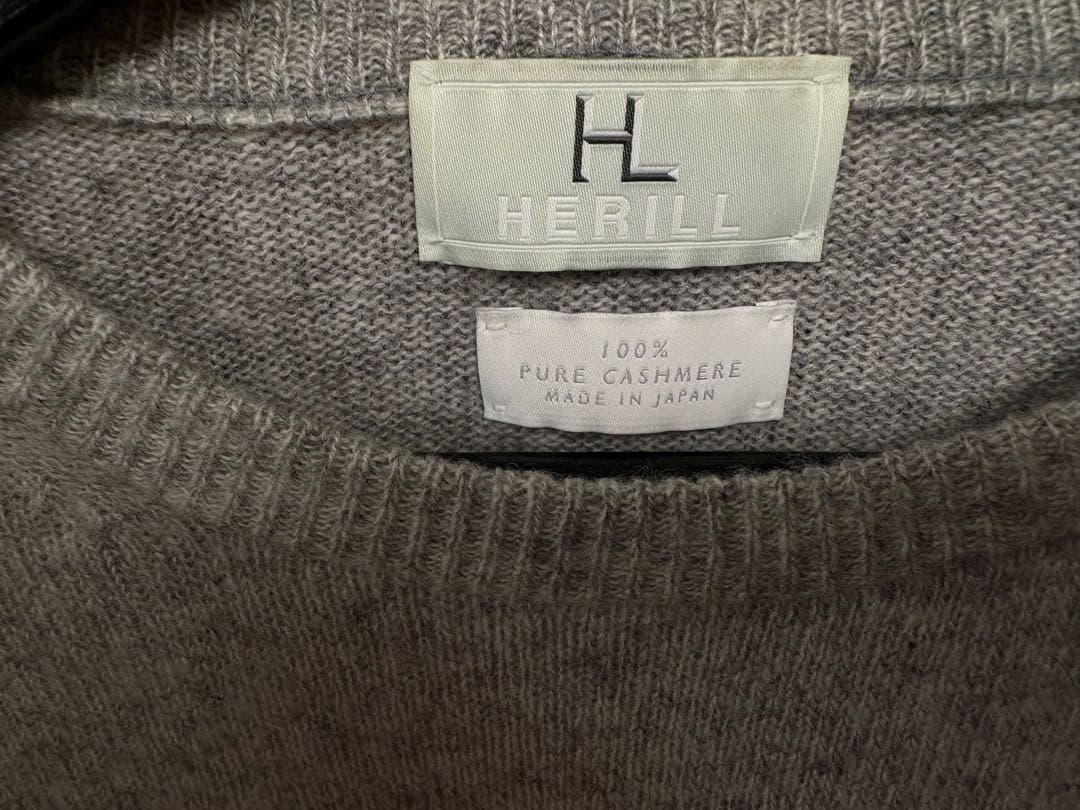 HL
HERILL
100%
PURE CASHMERE
MADE IN JAPAN